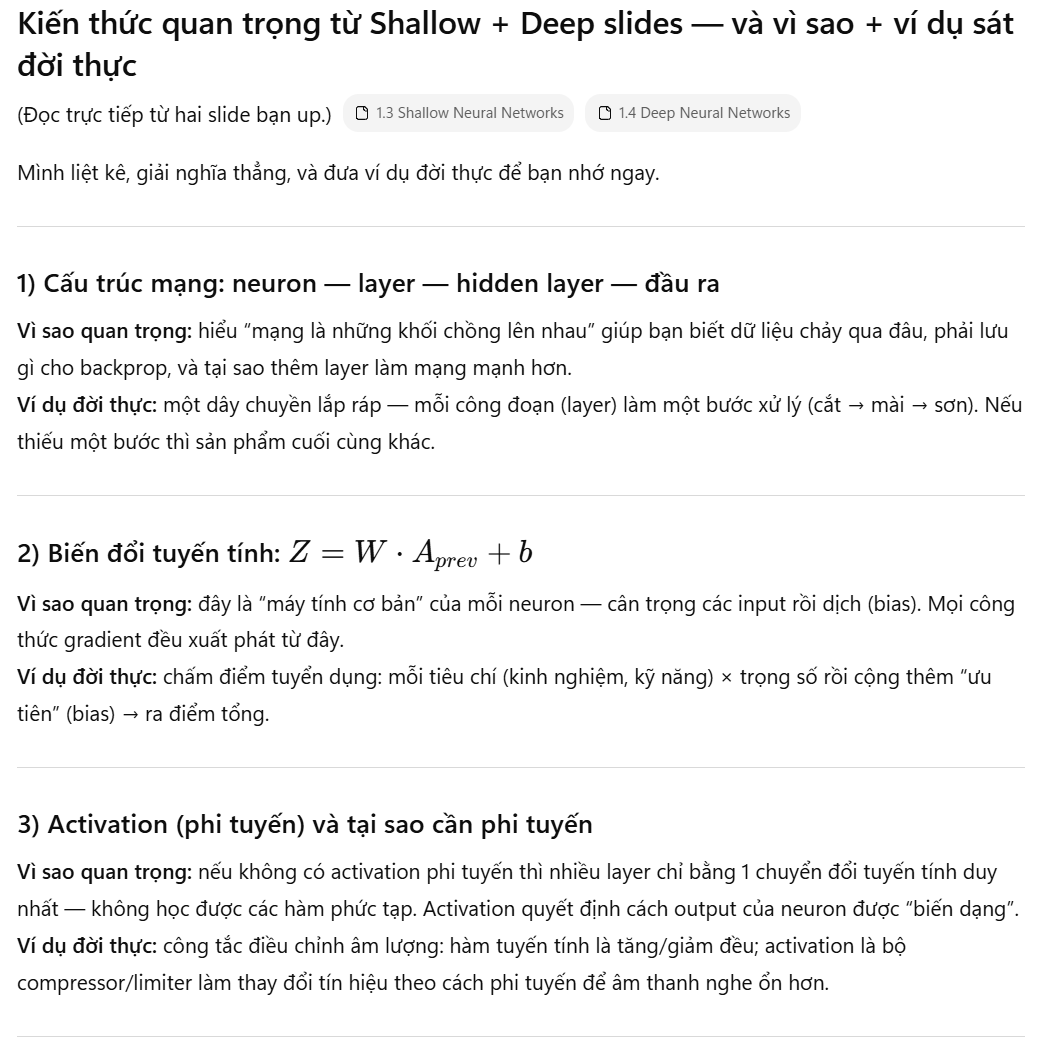 Kiến thức quan trọng từ Shallow + Deep slides — và vì sao + ví dụ sát
đời thực
(Đọc trực tiếp từ hai slide bạn up.) 1.3 Shallow Neural Networks 1.4 Deep Neural Networks
Mình liệt kê, giải nghĩa thẳng, và đưa ví dụ đời thực để bạn nhớ ngay.
1) Cấu trúc mạng: neuron — layer — hidden layer — đầu ra
Vì sao quan trọng: hiểu “mạng là những khối chồng lên nhau” giúp bạn biết dữ liệu chảy qua đâu, phải lưu
gì cho backprop, và tại sao thêm layer làm mạng mạnh hơn.
Ví dụ đời thực: một dây chuyền lắp ráp — mỗi công đoạn (layer) làm một bước xử lý (cắt → mài → sơn). Nếu
thiếu một bước thì sản phẩm cuối cùng khác.
2) Biến đổi tuyến tính: Z = W · A_prev + b
Vì sao quan trọng: đây là “máy tính cơ bản” của mỗi neuron — cân trọng các input rồi dịch (bias). Mọi công
thức gradient đều xuất phát từ đây.
Ví dụ đời thực: chấm điểm tuyển dụng: mỗi tiêu chí (kinh nghiệm, kỹ năng) × trọng số rồi cộng thêm “ưu
tiên” (bias) → ra điểm tổng.
3) Activation (phi tuyến) và tại sao cần phi tuyến
Vì sao quan trọng: nếu không có activation phi tuyến thì nhiều layer chỉ bằng 1 chuyển đổi tuyến tính duy
nhất — không học được các hàm phức tạp. Activation quyết định cách output của neuron được “biến dạng”.
Ví dụ đời thực: công tắc điều chỉnh âm lượng: hàm tuyến tính là tăng/giảm đều; activation là bộ
compressor/limiter làm thay đổi tín hiệu theo cách phi tuyến để âm thanh nghe ổn hơn.